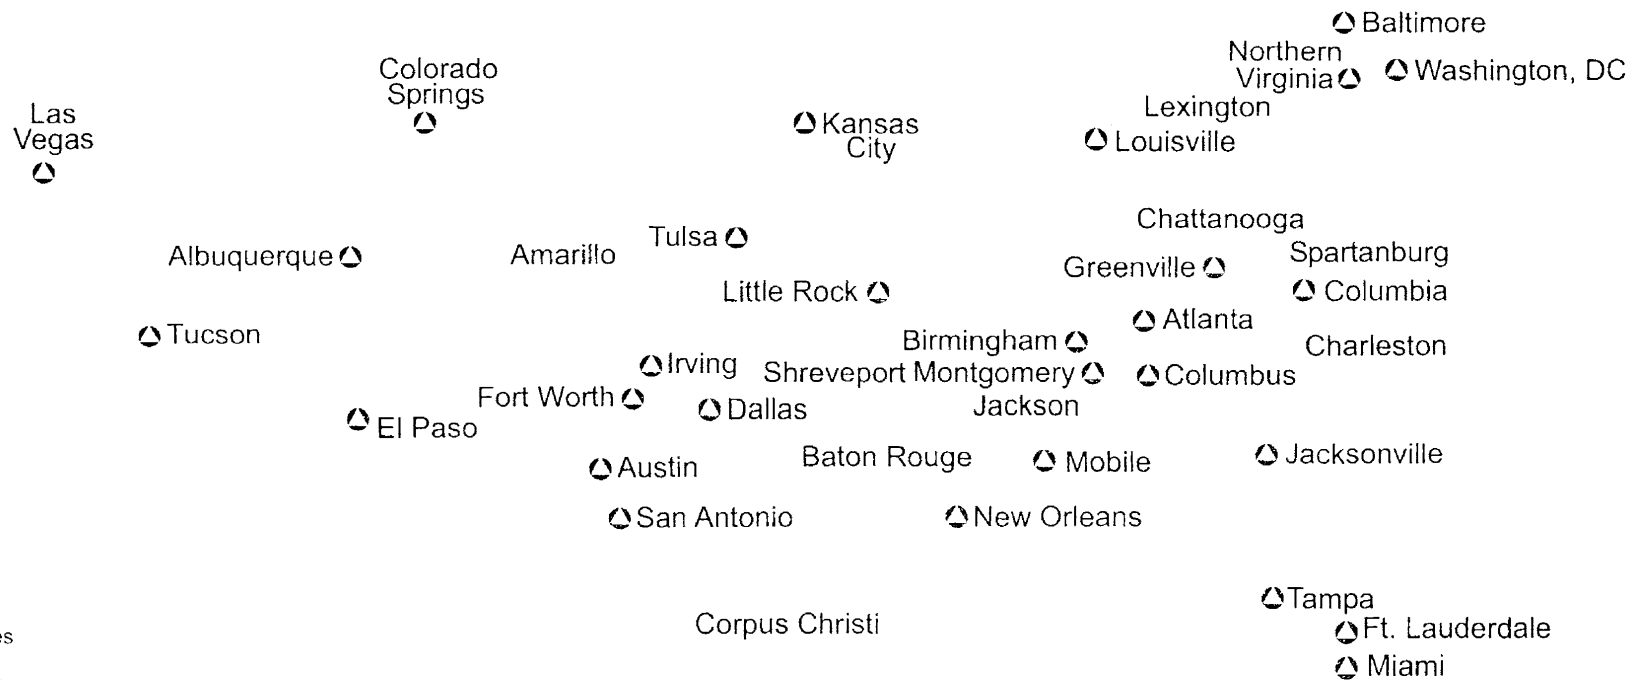 Baltimore
Northern
Virginia
Washington, DC
Colorado
Springs
Lexington
Las
Vegas
Kansas
City
Louisville
Chattanooga
Tulsa
Albuquerque
Amarillo
Spartanburg
Greenville
Little Rock
Columbia
Atlanta
Tucson
Birmingham
Charleston
Irving
Shreveport Montgomery
Columbus
Fort Worth
Dallas
Jackson
El Paso
Baton Rouge
Mobile
Jacksonville
Austin
San Antonio
New Orleans
Tampa
Corpus Christi
Ft. Lauderdale
es
Miami